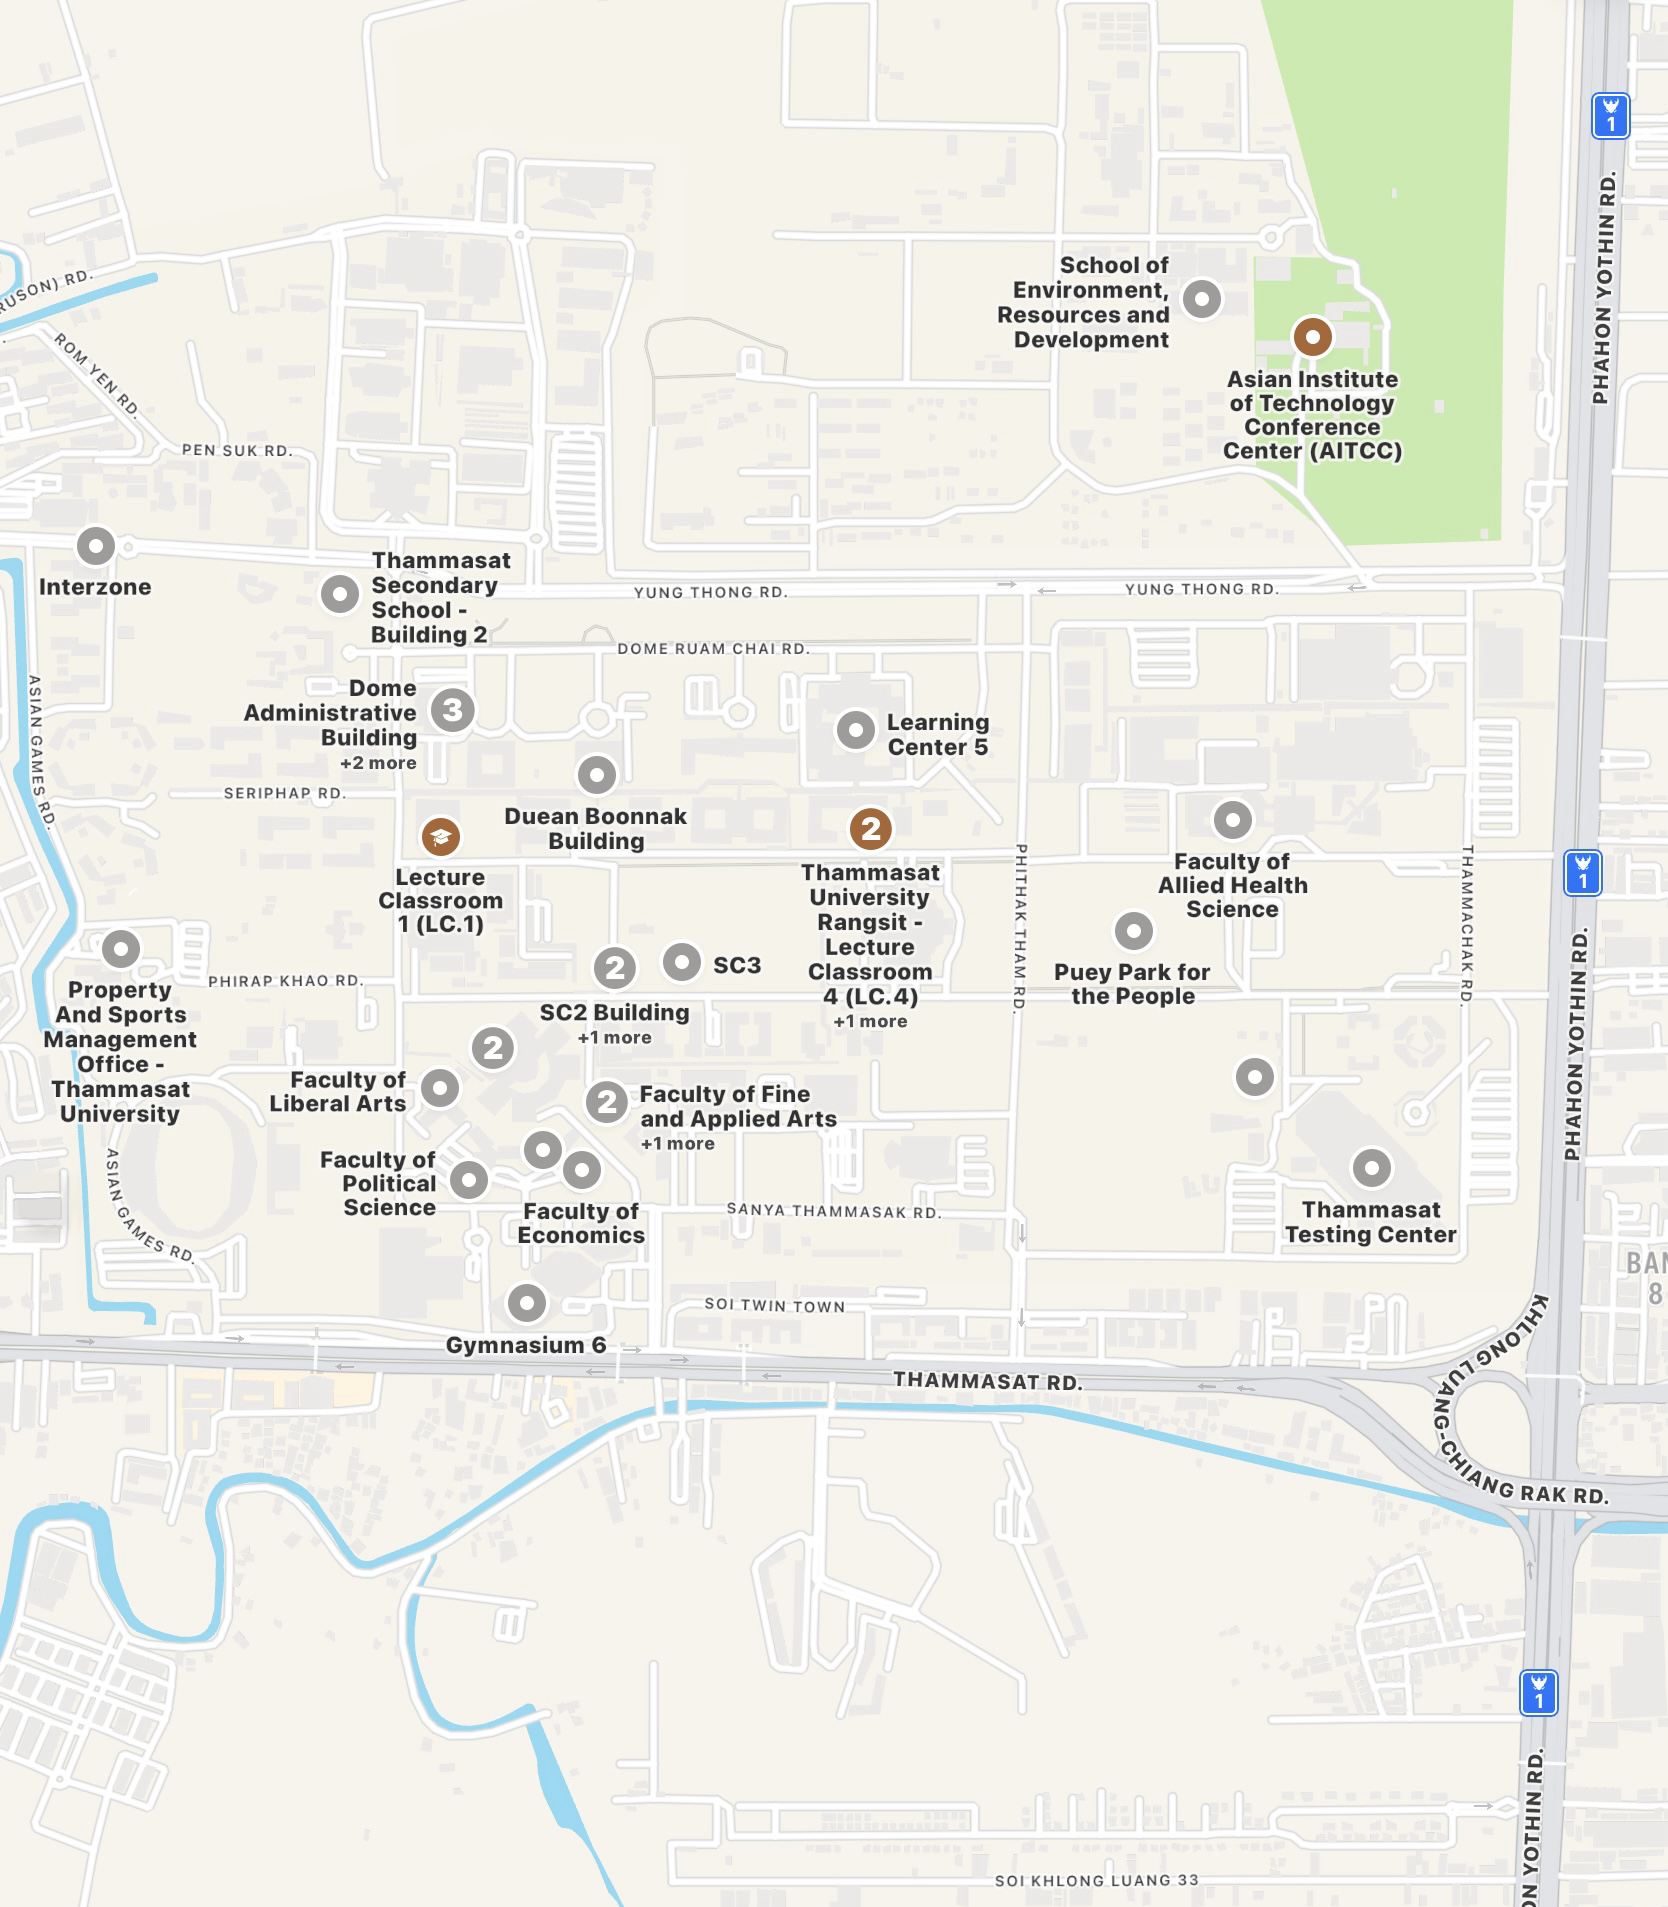 1
PHAHON YOTHIN RD.
School of
Environment,
Resources and
Development
RUSON) RD.
ROM YEN RD.
Asian Institute
of Technology
Conference
Center (AITCC)
PEN SUK RD.
Interzone
Thammasat
Secondary
School -
Building 2
YUNG THONG RD.
YUNG THONG RD.
DOME RUAM CHAI RD.
ASIAN GAMES RD.
Dome
Administrative
Building
+2 more
3
Learning
Center 5
SERIPHAP RD.
Duean Boonnak
Building
2
Thammasat
University
Rangsit -
Lecture
Classroom
4 (LC.4)
+1 more
Lecture
Classroom
1 (LC.1)
PHITHAK THAM RD.
Faculty of
Allied Health
Science
THAMMACHAK RD.
1
PHAHON YOTHIN RD.
Puey Park for
the People
2
SC2 Building
+1 more
SC3
PHIRAP KHAO RD.
Property
And Sports
Management
Office -
Thammasat
University
2
Faculty of
Liberal Arts
2
Faculty of Fine
and Applied Arts
+1 more
ASIAN GAMES RD.
Faculty of
Political
Science
Faculty of
Economics
SANYA THAMMASAK RD.
Thammasat
Testing Center
BAN
8
SOI TWIN TOWN
Gymnasium 6
THAMMASAT RD.
KHLONG LUANG-CHIANG RAK RD.
1
ON YOTHIN RD.
SOI KHLONG LUANG 33